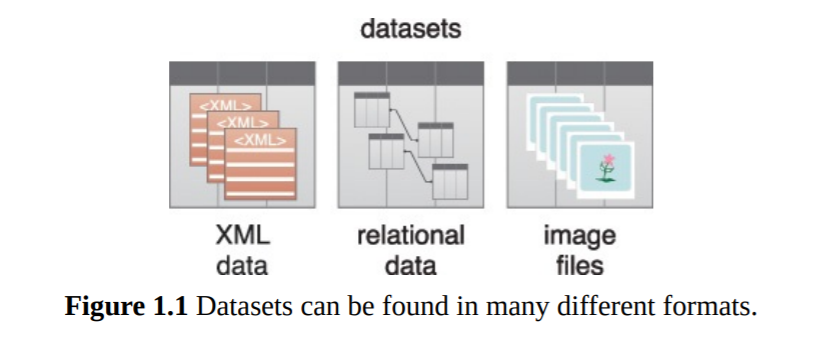 datasets
<XML>
<XML>
<XML>
XML relational image
data data files
Figure 1.1 Datasets can be found in many different formats.